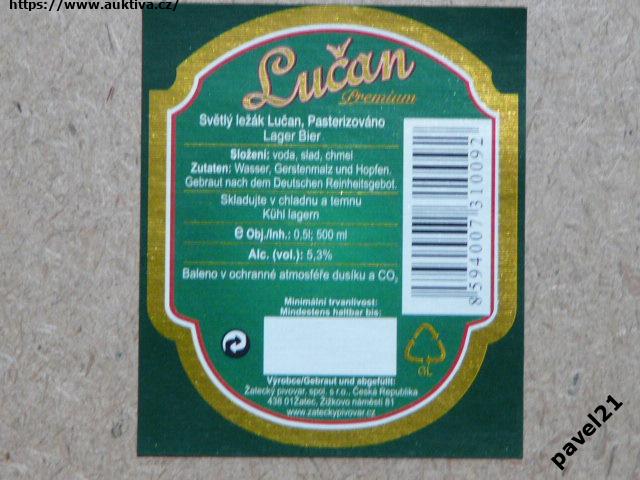 https://www.auktiva.cz/
Lučan
Premium
Světlý ležák Lučan, Pasterizováno
Lager Bier
Složení: voda, slad, chmel
Zutaten: Wasser, Gerstenmalz und Hopfen.
Gebraut nach dem Deutschen Reinheitsgebot.
Skladujte v chladnu a temnu
Kühl lagern
e Obj./Inh.: 0,5l; 500 ml
Alc. (vol.): 5,3%
Baleno v ochranné atmosféře dusíku a CO₂
Minimální trvanlivost:
Mindestens haltbar bis:
8594007310092
GL
Výrobce/Gebraut und abgefüllt:
Žatecký pivovar, spol. s r.o., Česká Republika
438 01Žatec, Žižkovo náměstí 81
www.zateckypivovar.cz
pavel21